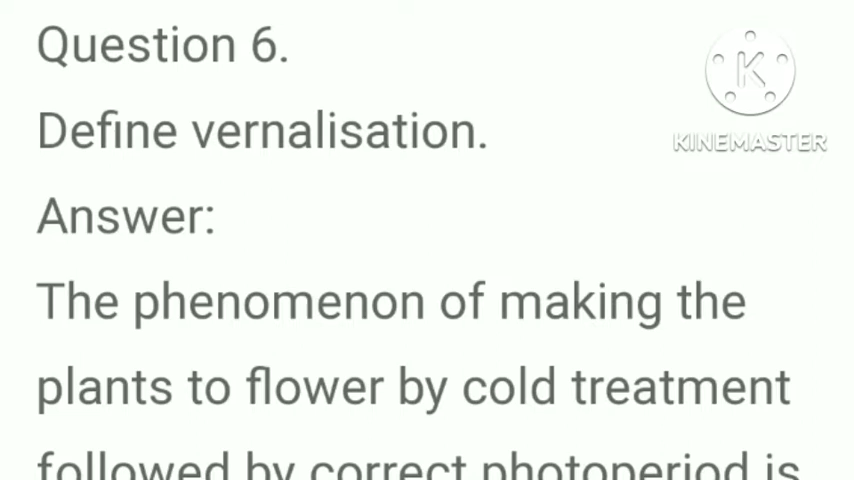 Question 6.
KINEMASTER
Define vernalisation.
Answer:
The phenomenon of making the
plants to flower by cold treatment
followed by correct photoperiod is